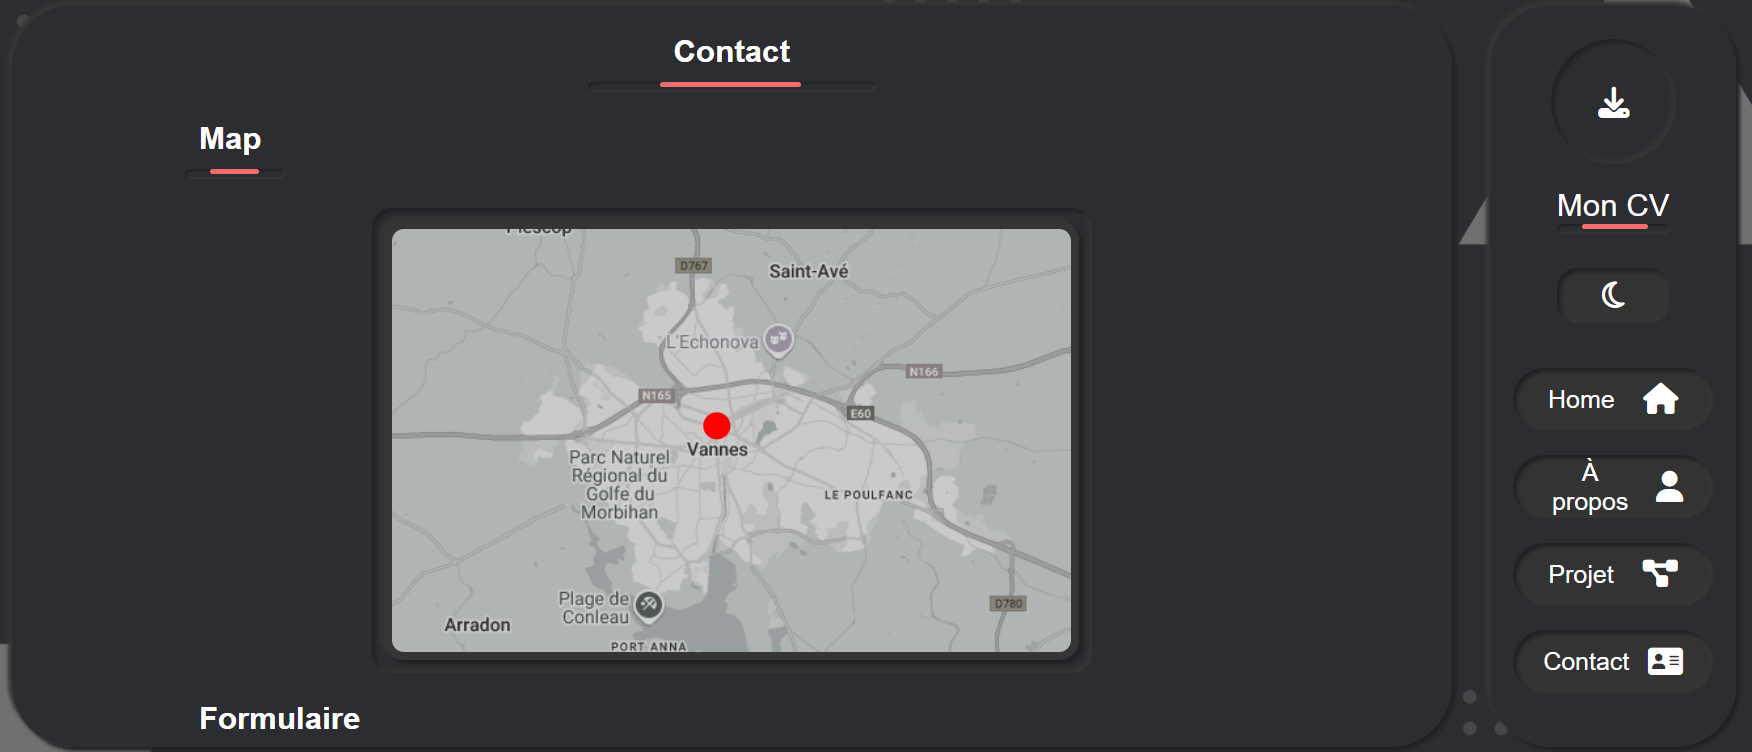 Contact
Map
Plescop
D767
Saint-Avé
L'Echonova
N166
N165
E60
Vannes
Parc Naturel
Régional du
Golfe du
Morbihan
LE POULFANC
Plage de
Conleau
D780
Arradon
PORT ANNA
Formulaire
Mon CV
Home
À
propos
Projet
Contact